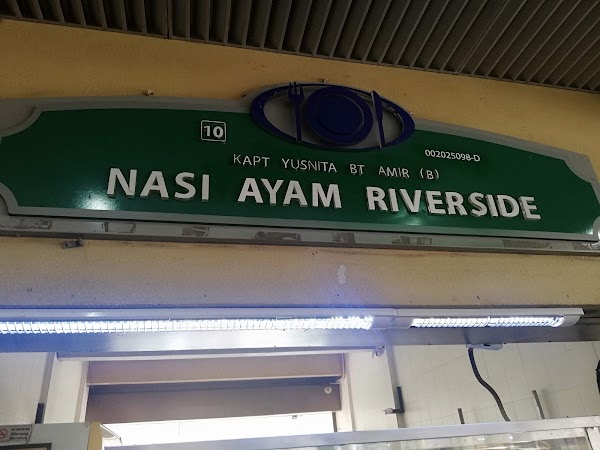 10
002025098-D
KAPT YUSNITA BT AMIR (B)
NASI AYAM RIVERSIDE